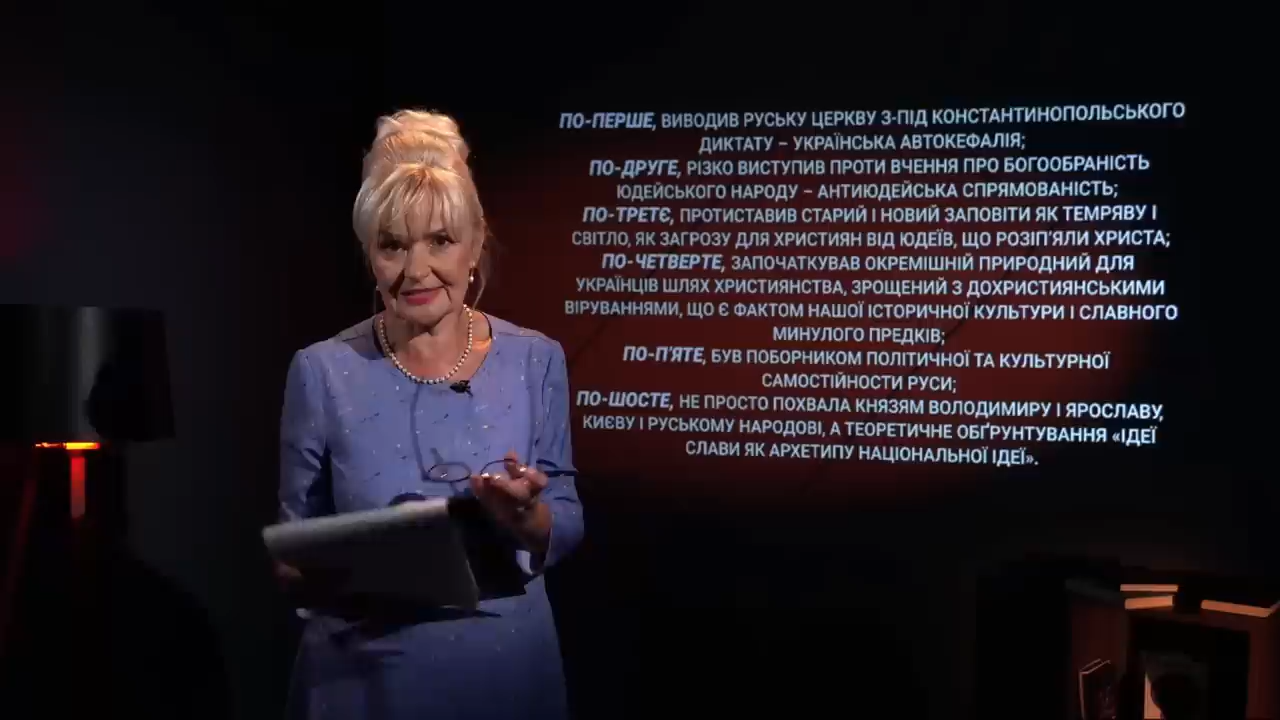 ПО-ПЕРШЕ, ВИВОДИВ РУСЬКУ ЦЕРКВУ З-ПІД КОНСТАНТИНОПОЛЬСЬКОГО
ДИКТАТУ – УКРАЇНСЬКА АВТОКЕФАЛІЯ;
ПО-ДРУГЕ, РІЗКО ВИСТУПИВ ПРОТИ ВЧЕННЯ ПРО БОГООБРАНІСТЬ
ЮДЕЙСЬКОГО НАРОДУ – АНТИЮДЕЙСЬКА СПРЯМОВАНІСТЬ;
ПО-ТРЕТЄ, ПРОТИСТАВИВ СТАРИЙ І НОВИЙ ЗАПОВІТИ ЯК ТЕМРЯВУ І
СВІТЛО, ЯК ЗАГРОЗУ ДЛЯ ХРИСТИЯН ВІД ЮДЕЇВ, ЩО РОЗІП'ЯЛИ ХРИСТА;
ПО-ЧЕТВЕРТЕ, ЗАПОЧАТКУВАВ ОКРЕМІШНІЙ ПРИРОДНИЙ ДЛЯ
УКРАЇНЦІВ ШЛЯХ ХРИСТИЯНСТВА, ЗРОЩЕНИЙ З ДОХРИСТИЯНСЬКИМИ
ВІРУВАННЯМИ, ЩО Є ФАКТОМ НАШОЇ ІСТОРИЧНОЇ КУЛЬТУРИ І СЛАВНОГО
МИНУЛОГО ПРЕДКІВ;
ПО-П'ЯТЕ, БУВ ПОБОРНИКОМ ПОЛІТИЧНОЇ ТА КУЛЬТУРНОЇ
САМОСТІЙНОСТИ РУСИ;
ПО-ШОСТЕ, НЕ ПРОСТО ПОХВАЛА КНЯЗЯМ ВОЛОДИМИРУ І ЯРОСЛАВУ,
КИЄВУ І РУСЬКОМУ НАРОДОВІ, А ТЕОРЕТИЧНЕ ОБҐРУНТУВАННЯ «ІДЕЇ
СЛАВИ ЯК АРХЕТИПУ НАЦІОНАЛЬНОЇ ІДЕЇ».